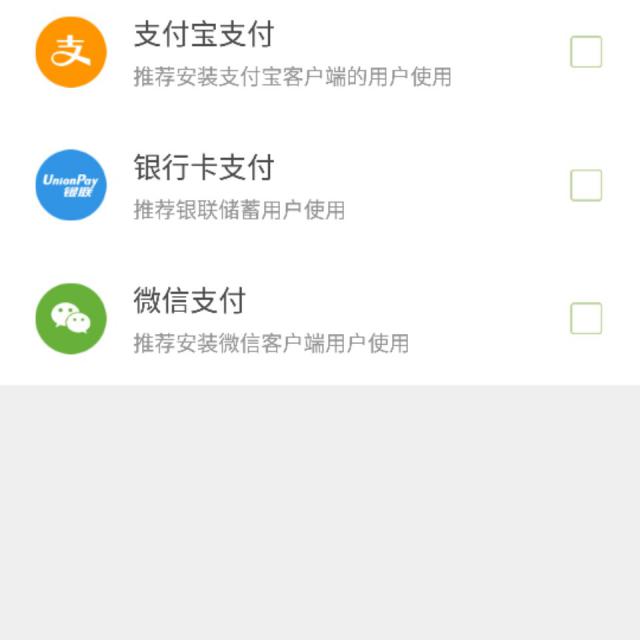 支
支付宝支付
推荐安装支付宝客户端的用户使用
UnionPay
银联
银行卡支付
推荐银联储蓄用户使用
微信支付
推荐安装微信客户端用户使用